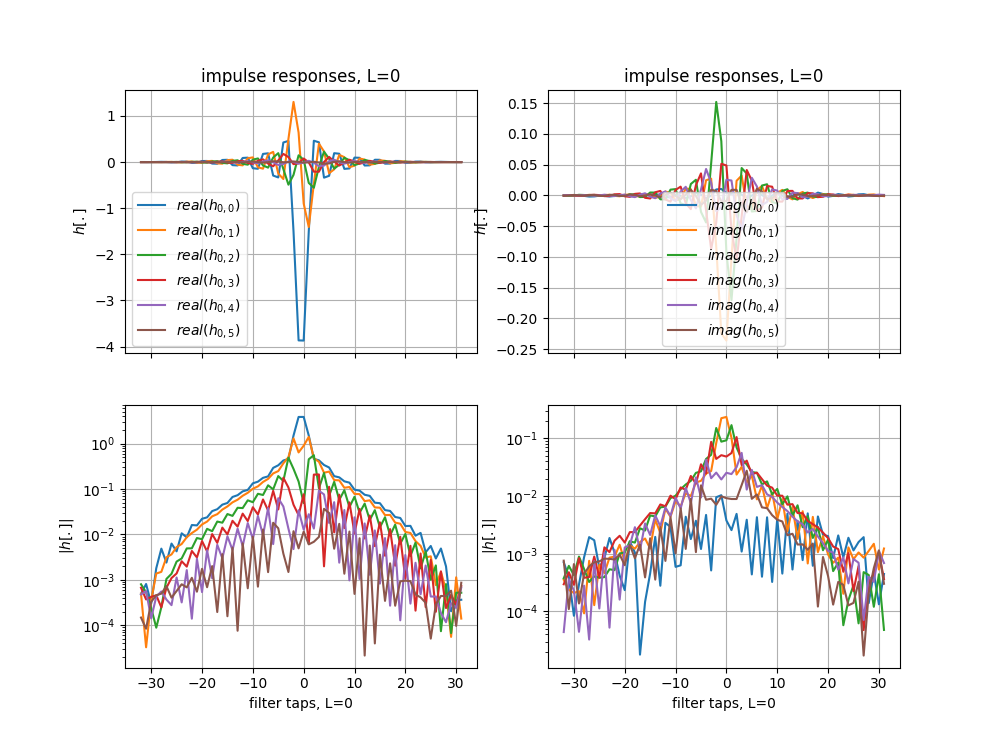 impulse responses, L=0
1
0
−1
−2
−3
−4
h[.]
real(h0,0)
real(h0,1)
real(h0,2)
real(h0,3)
real(h0,4)
real(h0,5)
impulse responses, L=0
0.15
0.10
0.05
0.00
−0.05
−0.10
−0.15
−0.20
−0.25
h[.]
imag(h0,0)
imag(h0,1)
imag(h0,2)
imag(h0,3)
imag(h0,4)
imag(h0,5)
10⁰
10⁻¹
10⁻²
10⁻³
10⁻⁴
|h[.]|
−30 −20 −10 0 10 20 30
filter taps, L=0
10⁻¹
10⁻²
10⁻³
10⁻⁴
|h[.]|
−30 −20 −10 0 10 20 30
filter taps, L=0